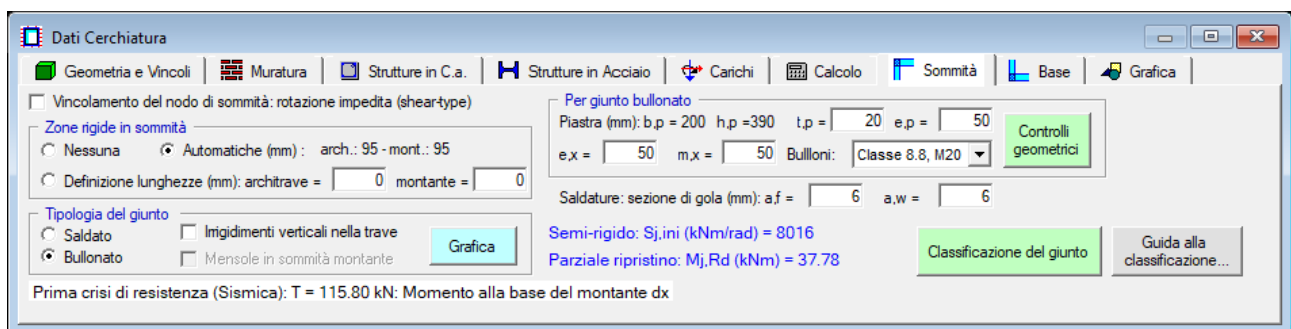 Dati Cerchiatura
Geometria e Vincoli Muratura Strutture in C.a. Strutture in Acciaio Carichi Calcolo Sommità Base Grafica
Vincolamento del nodo di sommità: rotazione impedita (shear-type)
Zone rigide in sommità
Nessuna Automatiche (mm) : arch.: 95 - mont.: 95
Definizione lunghezze (mm): architrave = 0 montante = 0
Tipologia del giunto
Saldato Irrigidimenti verticali nella trave
Bullonato Mensole in sommità montante
Grafica
Per giunto bullonato
Piastra (mm): b,p = 200 h,p =390 t,p = 20 e,p = 50
e,x = 50 m,x = 50 Bulloni: Classe 8.8, M20
Controlli
geometrici
Saldature: sezione di gola (mm): a,f = 6 a,w = 6
Semi-rigido: Sj,ini (kNm/rad) = 8016
Parziale ripristino: Mj,Rd (kNm) = 37.78
Classificazione del giunto
Guida alla
classificazione...
Prima crisi di resistenza (Sismica): T = 115.80 kN: Momento alla base del montante dx